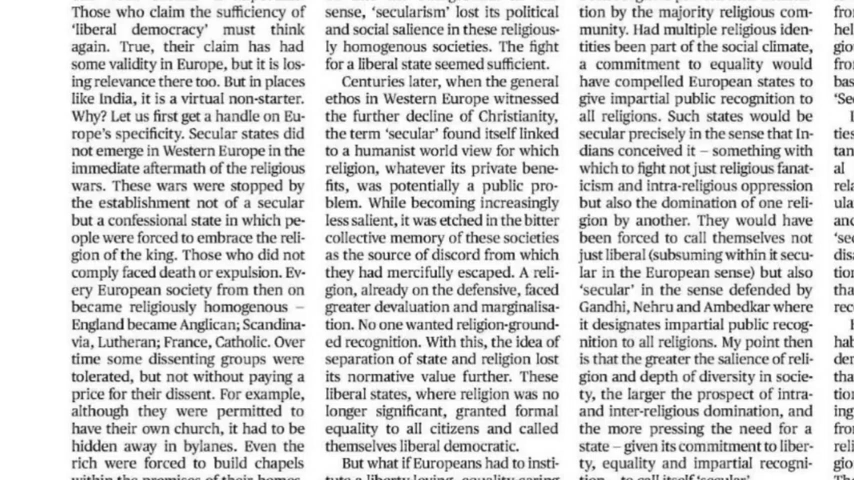 Those who claim the sufficiency of
'liberal democracy' must think
again. True, their claim has had
some validity in Europe, but it is los-
ing relevance there too. But in places
like India, it is a virtual non-starter.
Why? Let us first get a handle on Eu-
rope's specificity. Secular states did
not emerge in Western Europe in the
immediate aftermath of the religious
wars. These wars were stopped by
the establishment not of a secular
but a confessional state in which pe-
ople were forced to embrace the reli-
gion of the king. Those who did not
comply faced death or expulsion. Ev-
ery European society from then on
became religiously homogenous –
England became Anglican; Scandina-
via, Lutheran; France, Catholic. Over
time some dissenting groups were
tolerated, but not without paying a
price for their dissent. For example,
although they were permitted to
have their own church, it had to be
hidden away in bylanes. Even the
rich were forced to build chapels
within the premises of their homes,
sense, 'secularism' lost its political
and social salience in these religious-
ly homogenous societies. The fight
for a liberal state seemed sufficient.
Centuries later, when the general
ethos in Western Europe witnessed
the further decline of Christianity,
the term 'secular' found itself linked
to a humanist world view for which
religion, whatever its private bene-
fits, was potentially a public pro-
blem. While becoming increasingly
less salient, it was etched in the bitter
collective memory of these societies
as the source of discord from which
they had mercifully escaped. A reli-
gion, already on the defensive, faced
greater devaluation and marginalisa-
tion. No one wanted religion-ground-
ed recognition. With this, the idea of
separation of state and religion lost
its normative value further. These
liberal states, where religion was no
longer significant, granted formal
equality to all citizens and called
themselves liberal democratic.
But what if Europeans had to insti-
tute a liberty loving, equality caring
tion by the majority religious com-
munity. Had multiple religious iden-
tities been part of the social climate,
a commitment to equality would
have compelled European states to
give impartial public recognition to
all religions. Such states would be
secular precisely in the sense that In-
dians conceived it – something with
which to fight not just religious fanat-
icism and intra-religious oppression
but also the domination of one reli-
gion by another. They would have
been forced to call themselves not
just liberal (subsuming within it secu-
lar in the European sense) but also
'secular' in the sense defended by
Gandhi, Nehru and Ambedkar where
it designates impartial public recog-
nition to all religions. My point then
is that the greater the salience of reli-
gion and depth of diversity in socie-
ty, the larger the prospect of intra-
and inter-religious domination, and
the more pressing the need for a
state – given its commitment to liber-
ty, equality and impartial recogni-
tion – to call itself 'secular'.